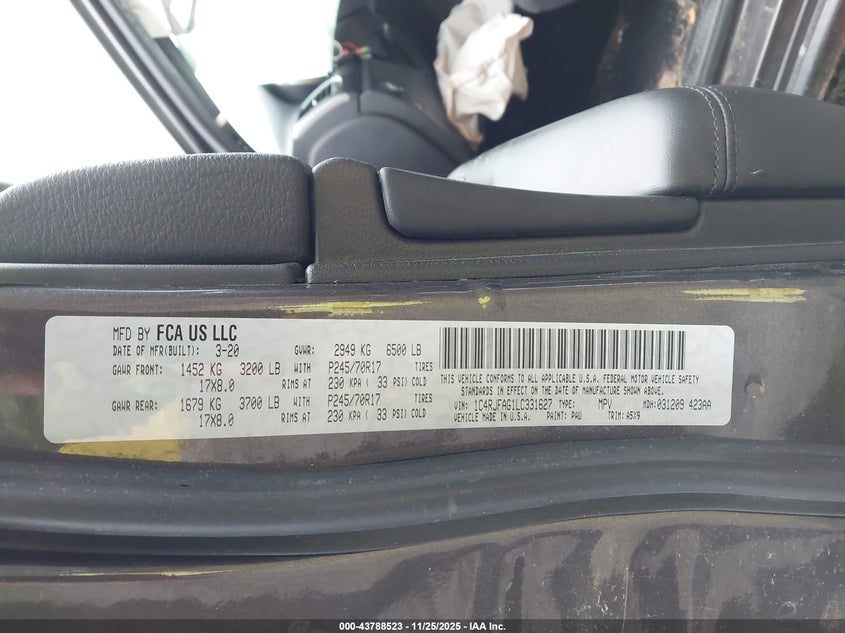 MFD BY FCA US LLC
DATE OF MFR(BUILT): 3-20 GVWR: 2949 KG 6500 LB
GAWR FRONT: 1452 KG 3200 LB WITH P245/70R17 TIRES
17X8.0 RIMS AT 230 KPA ( 33 PSI) COLD
GAWR REAR: 1679 KG 3700 LB WITH P245/70R17 TIRES
17X8.0 RIMS AT 230 KPA ( 33 PSI) COLD
THIS VEHICLE CONFORMS TO ALL APPLICABLE U.S.A. FEDERAL MOTOR VEHICLE SAFETY
STANDARDS IN EFFECT ON THE DATE OF MANUFACTURE SHOWN ABOVE.
VIN: 1C4RJFAG1LC331627 TYPE: MPV MDH: 031209 423AA
VEHICLE MADE IN U.S.A. PAINT: PAU TRIM: A5X9
000-43788523 - 11/25/2025 - IAA Inc.